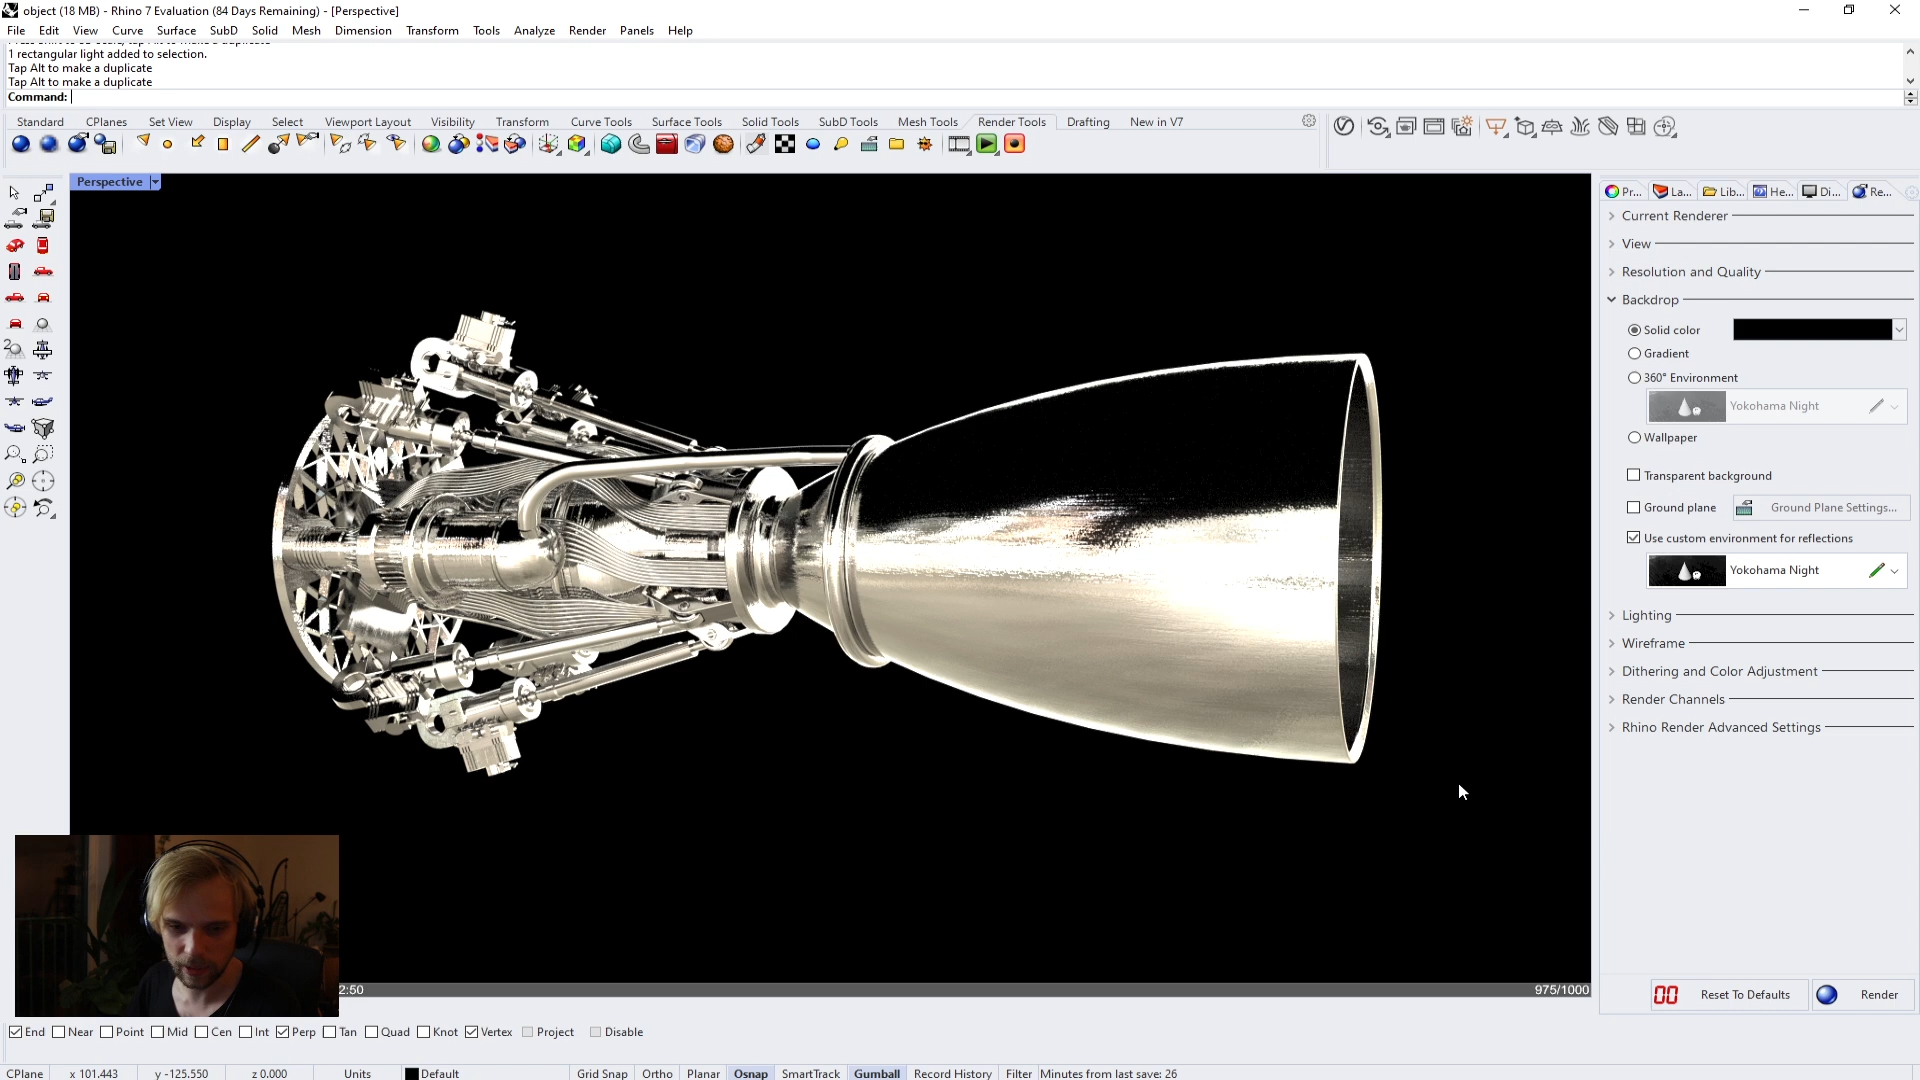 object (18 MB) - Rhino 7 Evaluation (84 Days Remaining) - [Perspective]
File Edit View Curve Surface SubD Solid Mesh Dimension Transform Tools Analyze Render Panels Help
1 rectangular light added to selection.
Tap Alt to make a duplicate
Tap Alt to make a duplicate
Command:
Standard CPlanes Set View Display Select Viewport Layout Visibility Transform Curve Tools Surface Tools Solid Tools SubD Tools Mesh Tools Render Tools Drafting New in V7
Perspective
Pr... La... Lib... He... Di... Re...
Current Renderer
View
Resolution and Quality
Backdrop
Solid color
Gradient
360° Environment
Yokohama Night
Wallpaper
Transparent background
Ground plane Ground Plane Settings...
Use custom environment for reflections
Yokohama Night
Lighting
Wireframe
Dithering and Color Adjustment
Render Channels
Rhino Render Advanced Settings
2:50 975/1000
Reset To Defaults Render
End Near Point Mid Cen Int Perp Tan Quad Knot Vertex Project Disable
CPlane x 101.443 y -125.550 z 0.000 Units Default Grid Snap Ortho Planar Osnap SmartTrack Gumball Record History Filter Minutes from last save: 26